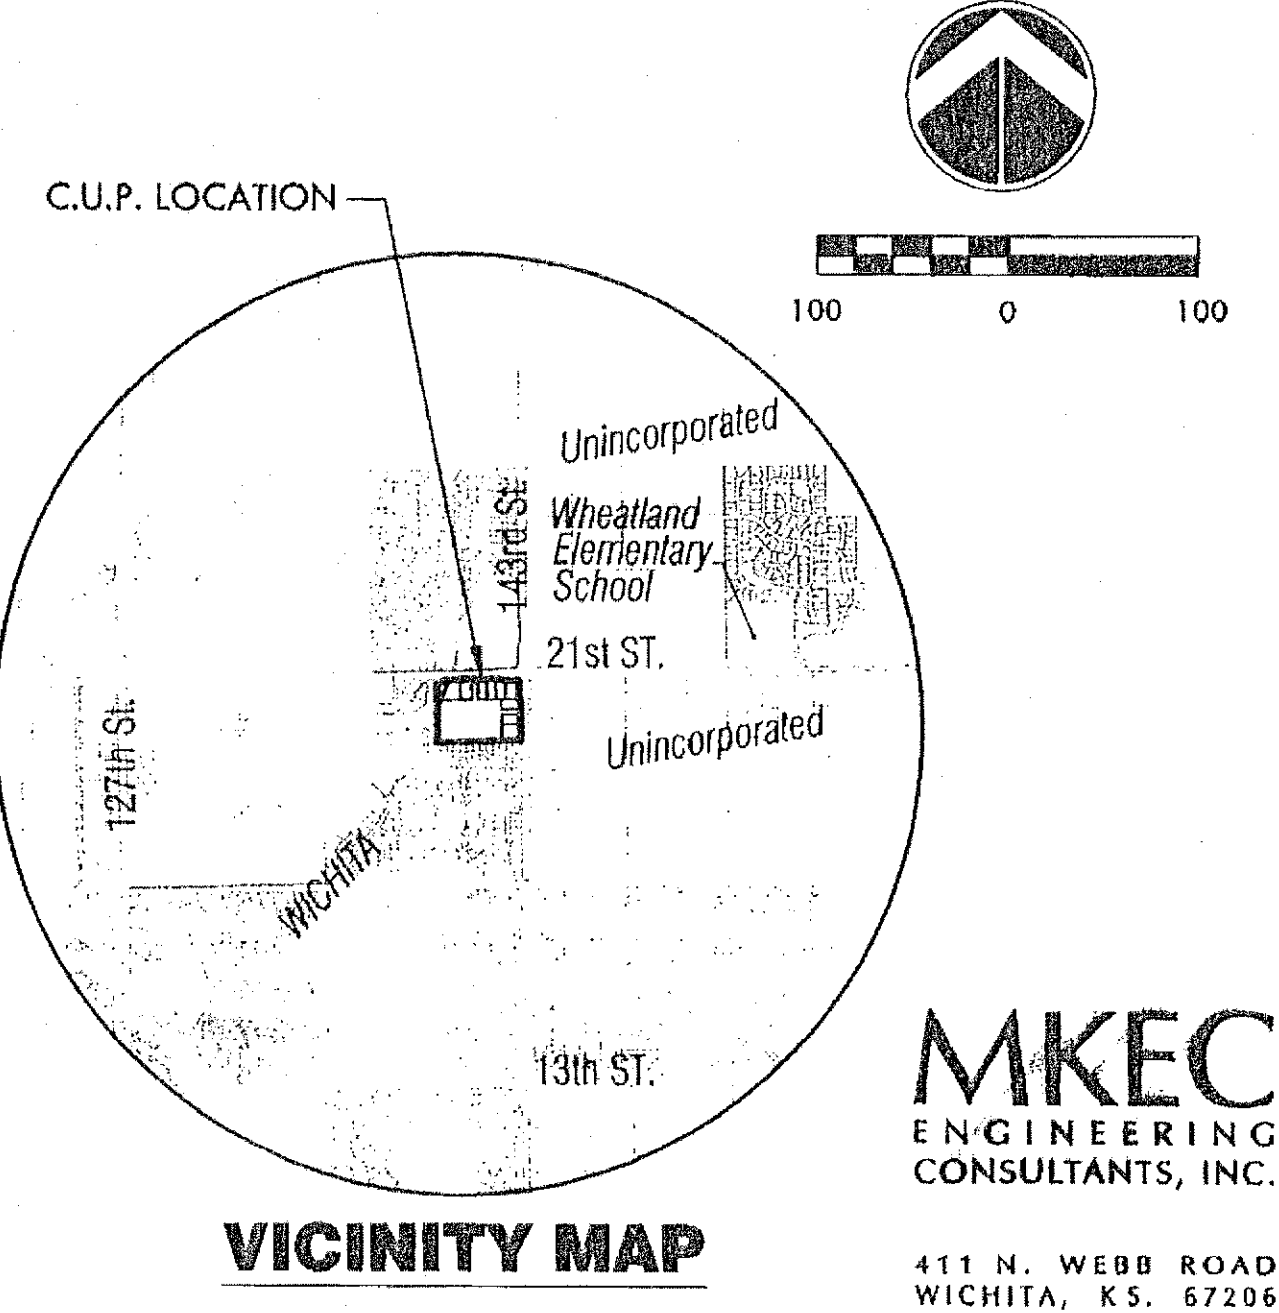 C.U.P. LOCATION
100 0 100
Unincorporated
Wheatland
Elementary
School
143rd St.
21st ST.
127th St.
Unincorporated
WICHITA
13th ST.
VICINITY MAP
MKEC
ENGINEERING
CONSULTANTS, INC.
411 N. WEBB ROAD
WICHITA, KS. 67206